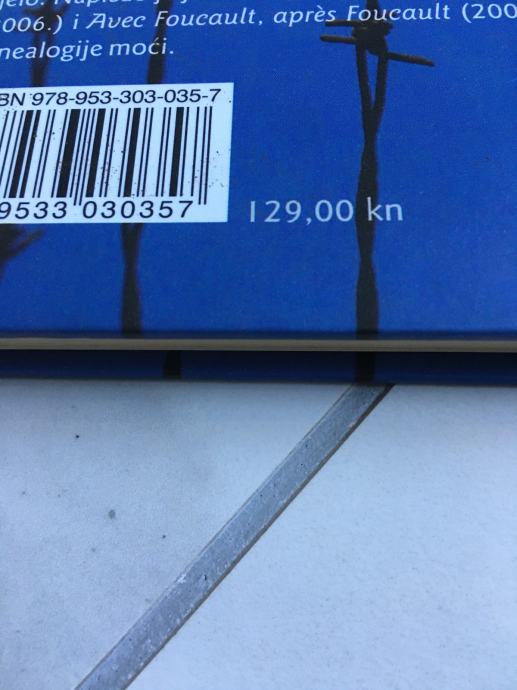 2006.) i Avec Foucault, après Foucault (200
nealogije moći.
BN 978-953-303-035-7
9533 030357
129,00 kn